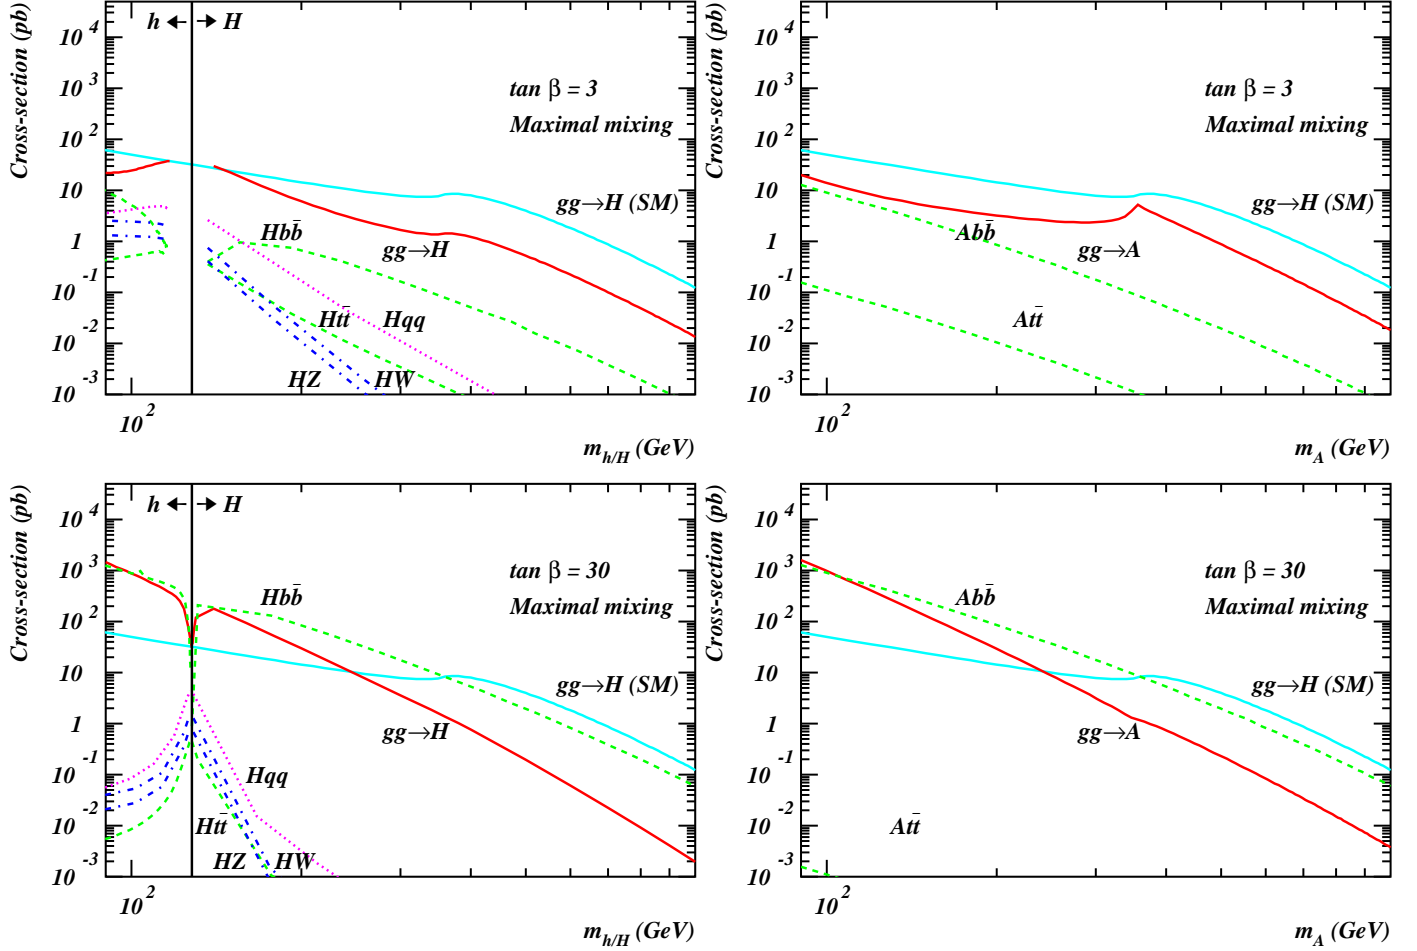 Cross-section (pb)
h ← → H
tan β = 3
Maximal mixing
gg→H (SM)
Hbb̄
gg→H
Htt̄
Hqq
HZ
HW
10^4
10^3
10^2
10
1
10^-1
10^-2
10^-3
10^2
m_h/H (GeV)
Cross-section (pb)
tan β = 3
Maximal mixing
gg→H (SM)
Abb̄
gg→A
Att̄
10^4
10^3
10^2
10
1
10^-1
10^-2
10^-3
10^2
m_A (GeV)
Cross-section (pb)
h ← → H
tan β = 30
Maximal mixing
Hbb̄
gg→H (SM)
gg→H
Hqq
Htt̄
HZ
HW
10^4
10^3
10^2
10
1
10^-1
10^-2
10^-3
10^2
m_h/H (GeV)
Cross-section (pb)
tan β = 30
Maximal mixing
Abb̄
gg→H (SM)
gg→A
Att̄
10^4
10^3
10^2
10
1
10^-1
10^-2
10^-3
10^2
m_A (GeV)